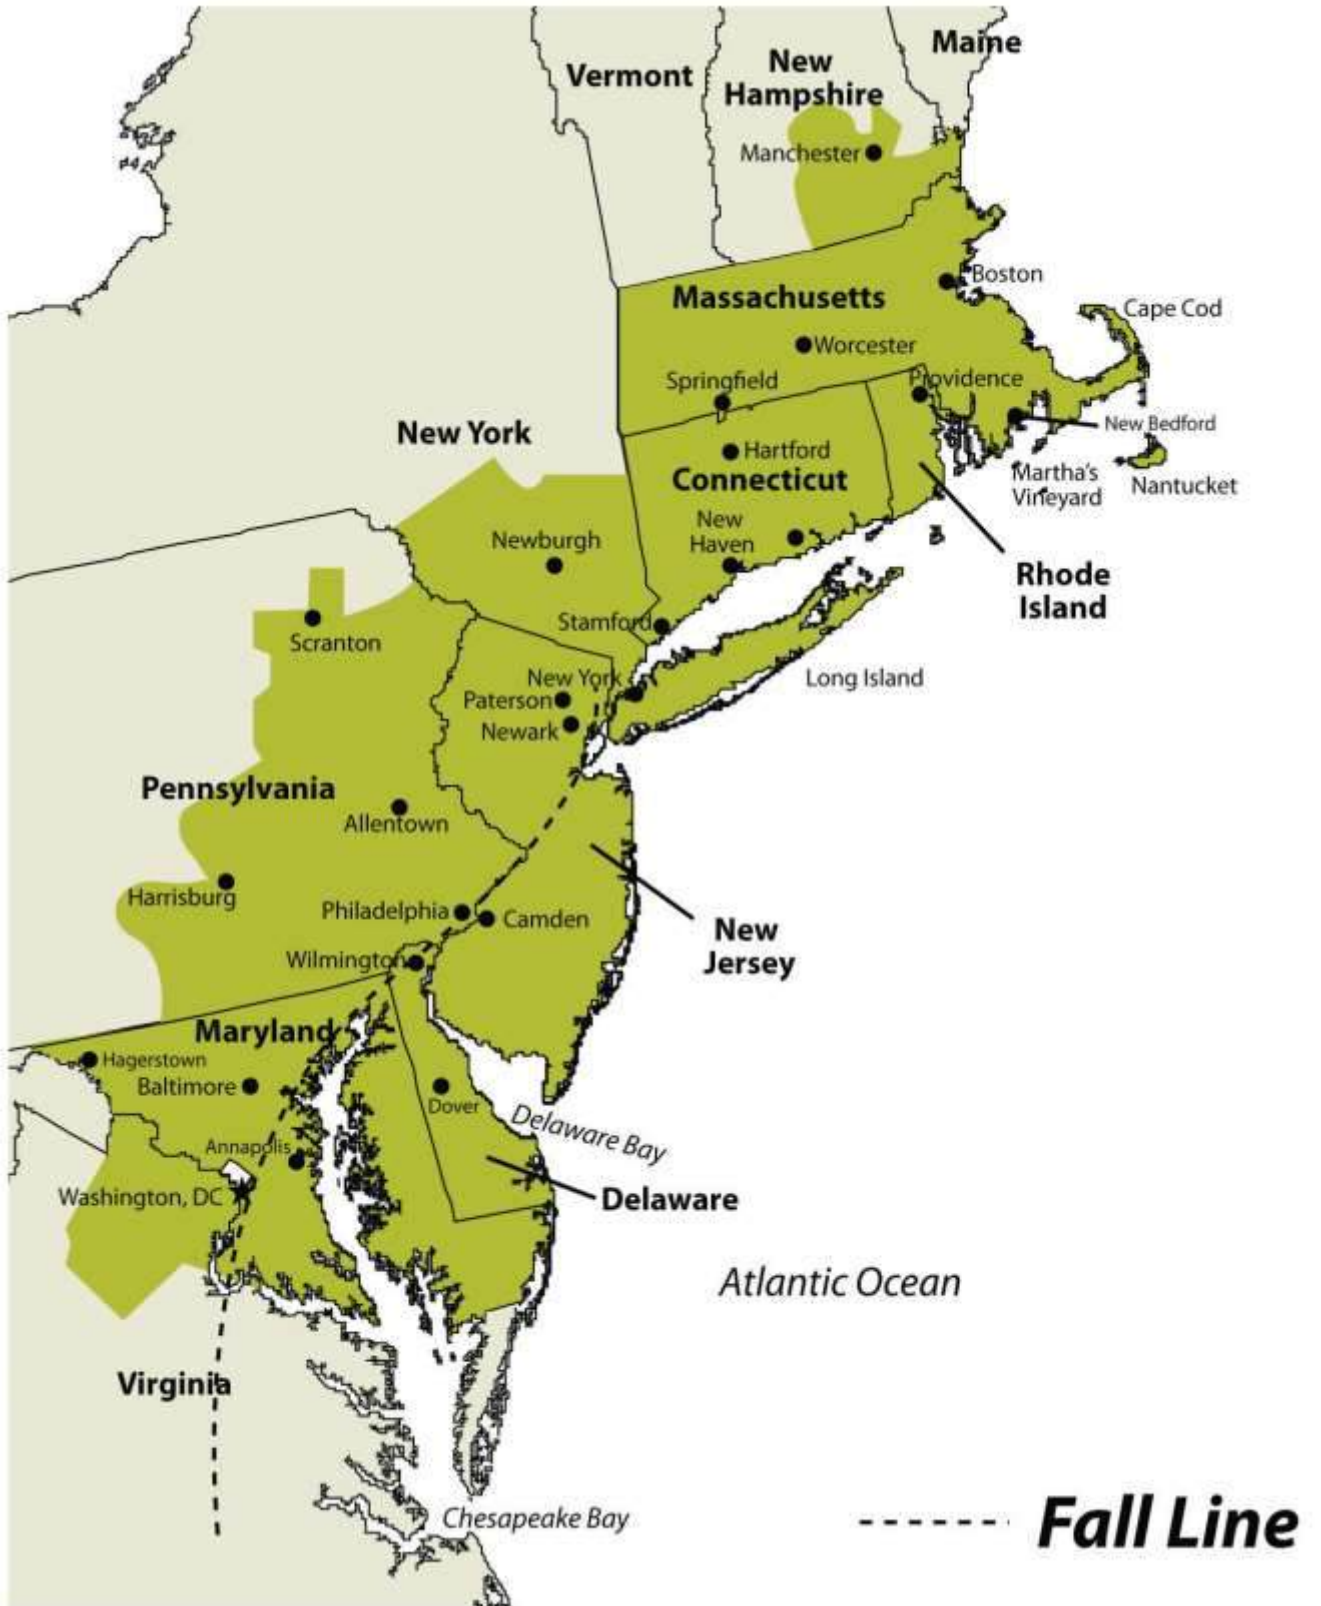 Maine
Vermont
New
Hampshire
Manchester
Boston
Massachusetts
Cape Cod
Worcester
Springfield
Providence
New Bedford
New York
Hartford
Connecticut
Martha's
Vineyard
Nantucket
New
Haven
Newburgh
Rhode
Island
Stamford
Scranton
Long Island
New York
Paterson
Newark
Pennsylvania
Allentown
Harrisburg
Philadelphia
Camden
New
Jersey
Wilmington
Maryland
Hagerstown
Baltimore
Dover
Delaware Bay
Annapolis
Washington, DC
Delaware
Atlantic Ocean
Virginia
Chesapeake Bay
Fall Line